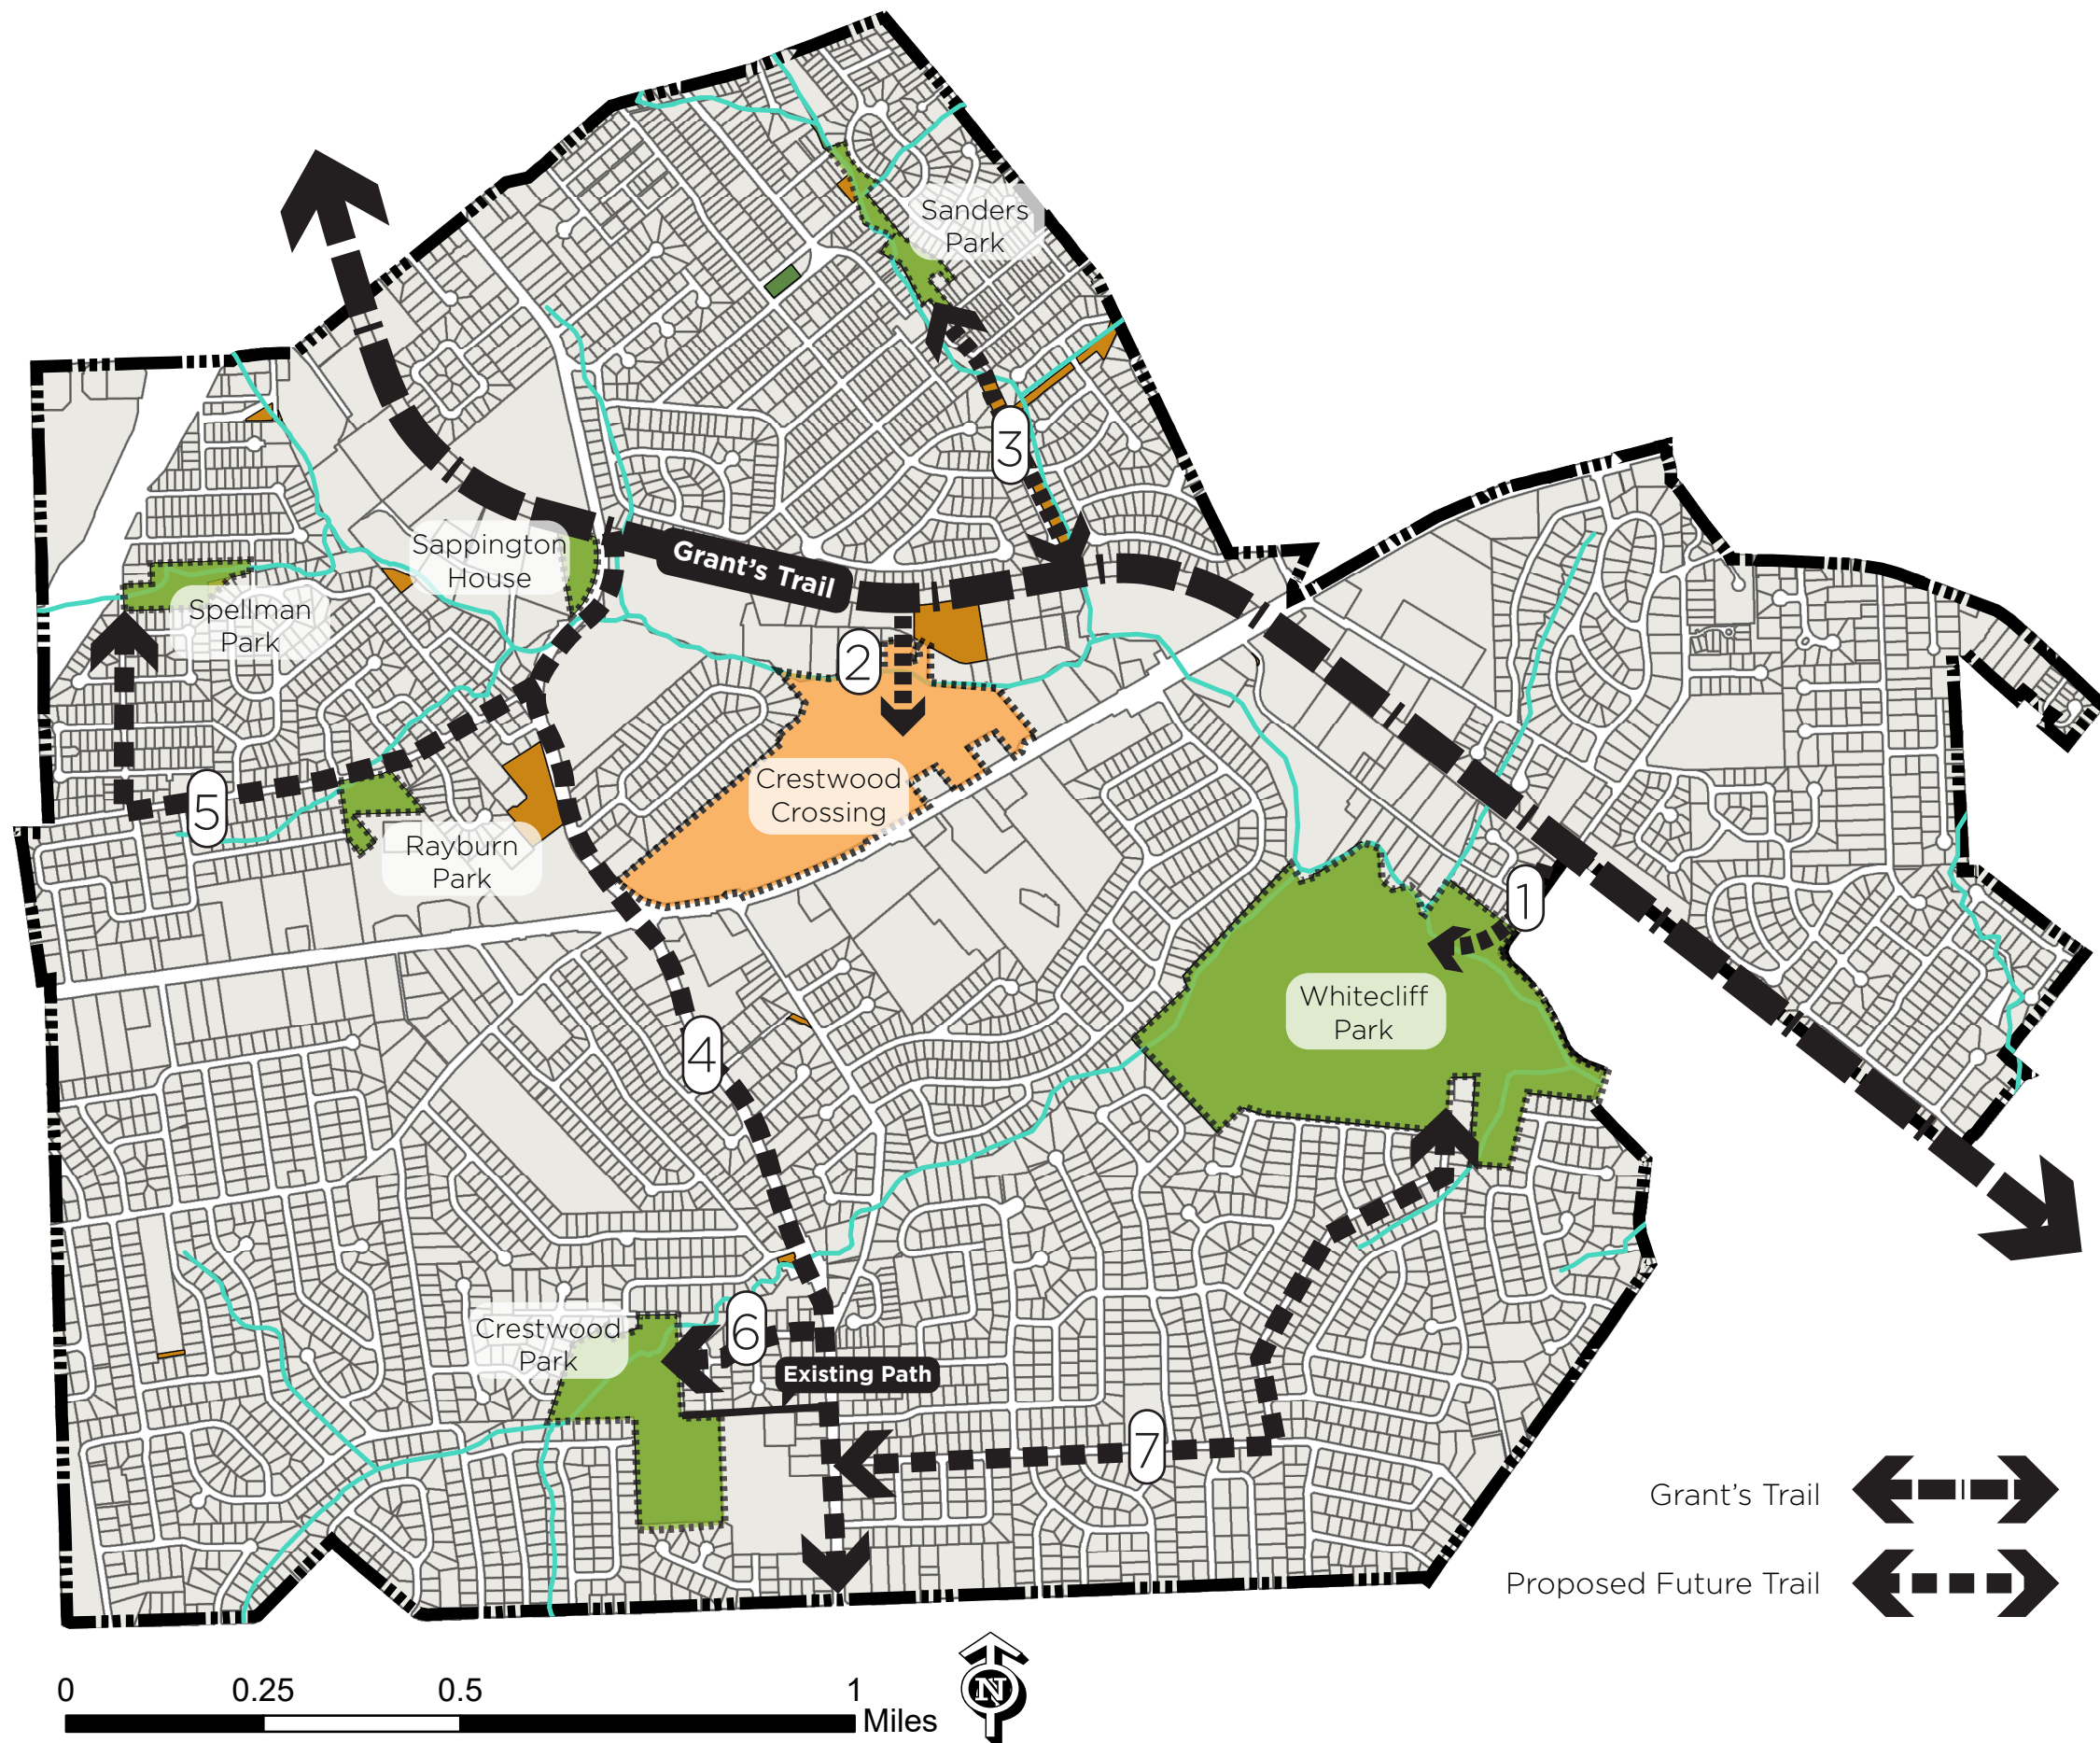 Sanders
Park
3
Sappington
House
Grant's Trail
Spellman
Park
2
Crestwood
Crossing
5
Rayburn
Park
1
Whitecliff
Park
4
Crestwood
Park
6
Existing Path
7
Grant's Trail
Proposed Future Trail
0 0.25 0.5 1
Miles
N